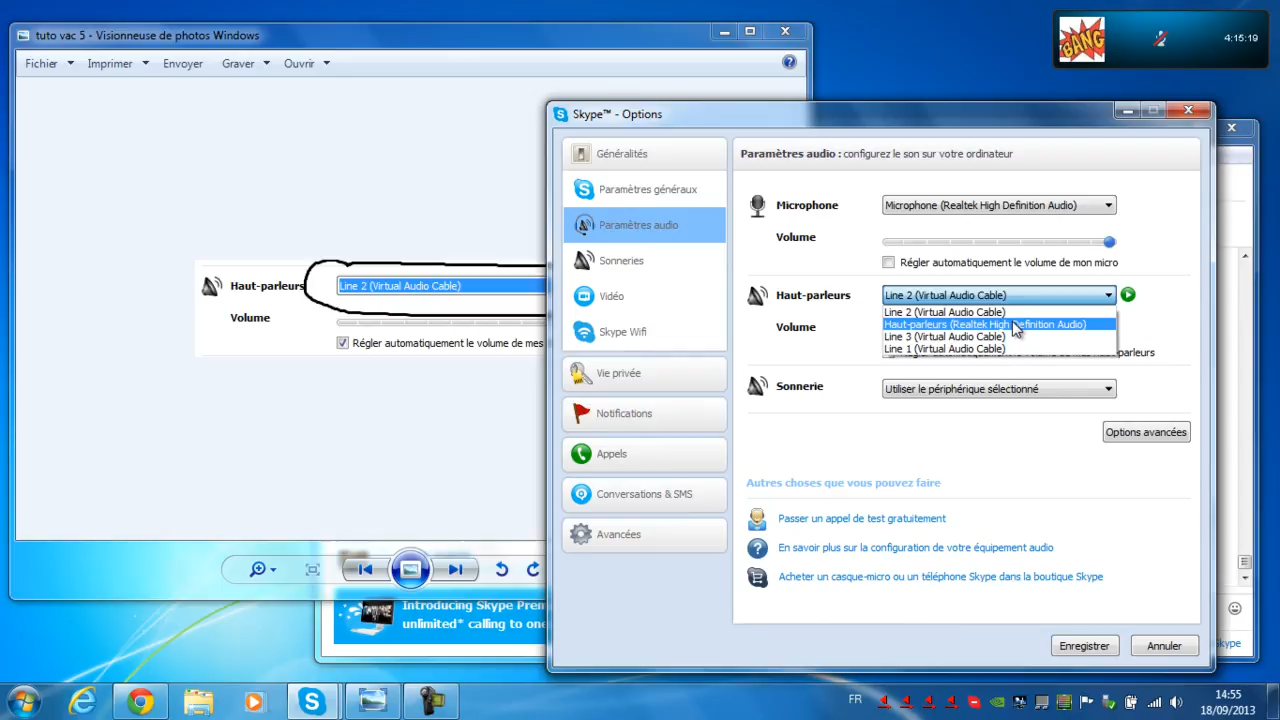 tuto vac 5 - Visionneuse de photos Windows
Fichier Imprimer Envoyer Graver Ouvrir
BANG
4:15:19
Haut-parleurs Line 2 (Virtual Audio Cable)
Volume
Régler automatiquement le volume de mes
Introducing Skype Prem
unlimited* calling to one
Skype™ - Options
Généralités
Paramètres généraux
Paramètres audio
Sonneries
Vidéo
Skype Wifi
Vie privée
Notifications
Appels
Conversations & SMS
Avancées
Paramètres audio : configurez le son sur votre ordinateur
Microphone Microphone (Realtek High Definition Audio)
Volume
Régler automatiquement le volume de mon micro
Haut-parleurs Line 2 (Virtual Audio Cable)
Line 2 (Virtual Audio Cable)
Haut-parleurs (Realtek High Definition Audio)
Volume
Line 3 (Virtual Audio Cable)
Line 1 (Virtual Audio Cable)
Sonnerie Utiliser le périphérique sélectionné
Options avancées
Autres choses que vous pouvez faire
Passer un appel de test gratuitement
En savoir plus sur la configuration de votre équipement audio
Acheter un casque-micro ou un téléphone Skype dans la boutique Skype
Enregistrer Annuler
kype
FR
14:55
18/09/2013